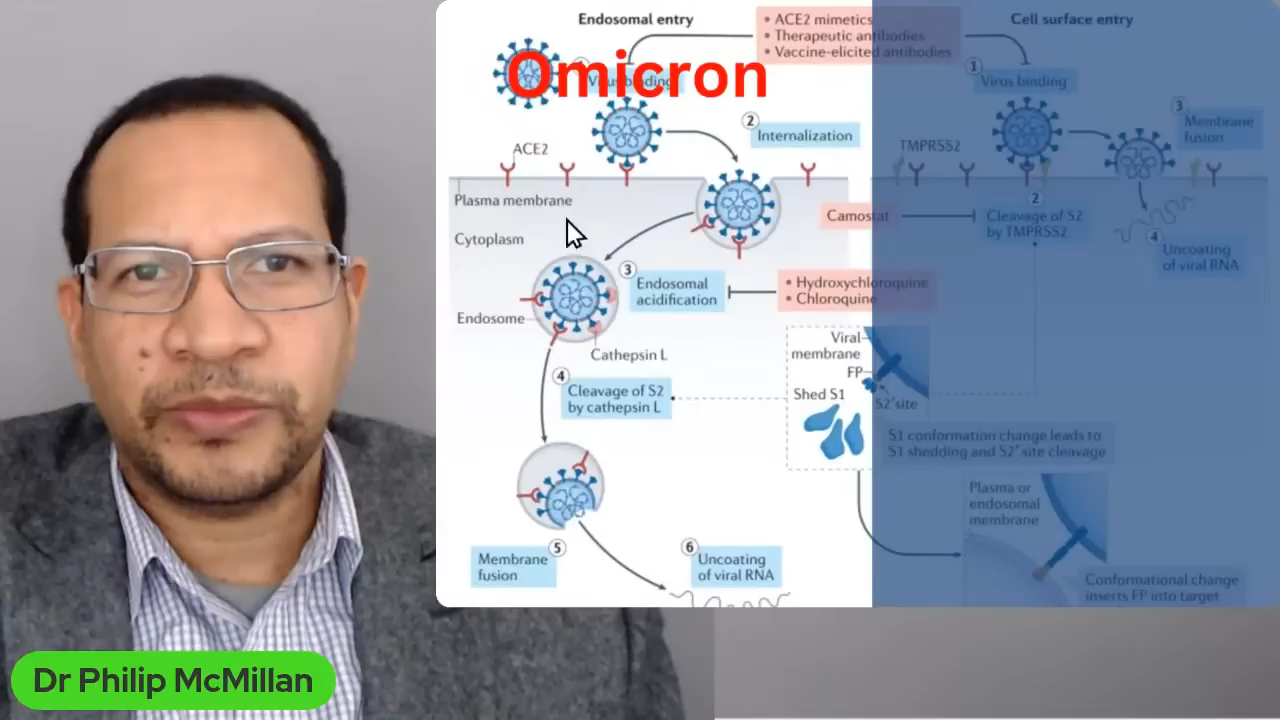 Endosomal entry
• ACE2 mimetics
• Therapeutic antibodies
• Vaccine-elicited antibodies
Cell surface entry
Omicron
Virus binding
1
Virus binding
2
Internalization
3
Membrane
fusion
ACE2
TMPRSS2
Plasma membrane
Cytoplasm
Camostat
2
Cleavage of S2
by TMPRSS2
4
Uncoating
of viral RNA
3
Endosomal
acidification
• Hydroxychloroquine
• Chloroquine
Endosome
Cathepsin L
Viral
membrane
FP
Shed S1
S2' site
4
Cleavage of S2
by cathepsin L
S1 conformation change leads to
S1 shedding and S2' site cleavage
Plasma or
endosomal
membrane
5
Membrane
fusion
6
Uncoating
of viral RNA
Conformational change
inserts FP into target
Dr Philip McMillan